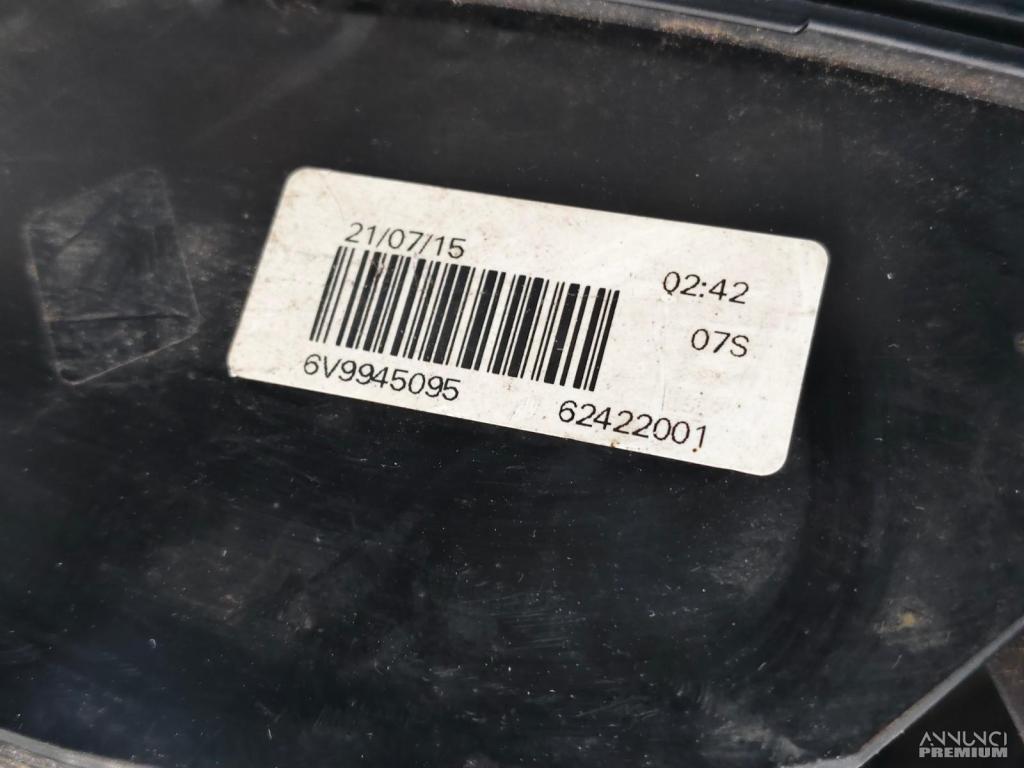 21/07/15
02:42
07S
6V9945095
62422001
ANNUNCI
PREMIUM